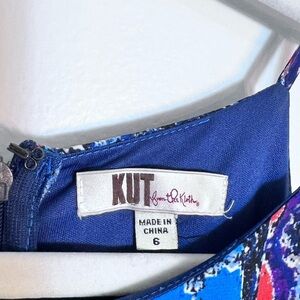 KUT from the Kloth®
MADE IN
CHINA
6